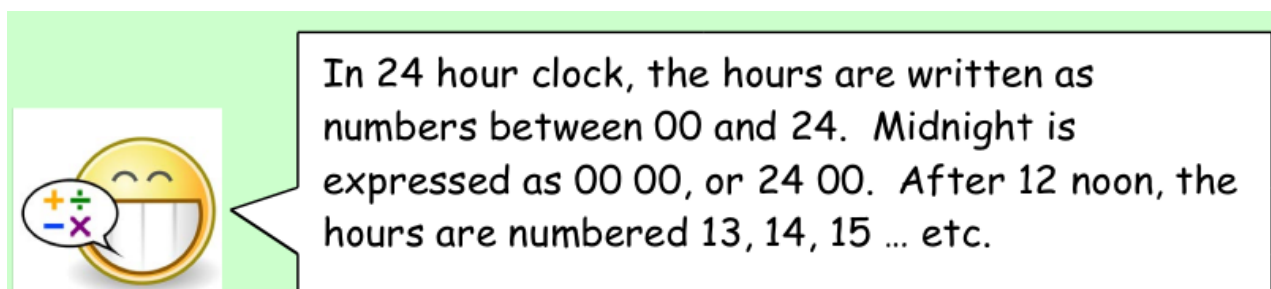 In 24 hour clock, the hours are written as
numbers between 00 and 24. Midnight is
expressed as 00 00, or 24 00. After 12 noon, the
hours are numbered 13, 14, 15 ... etc.
+ ÷
- ×